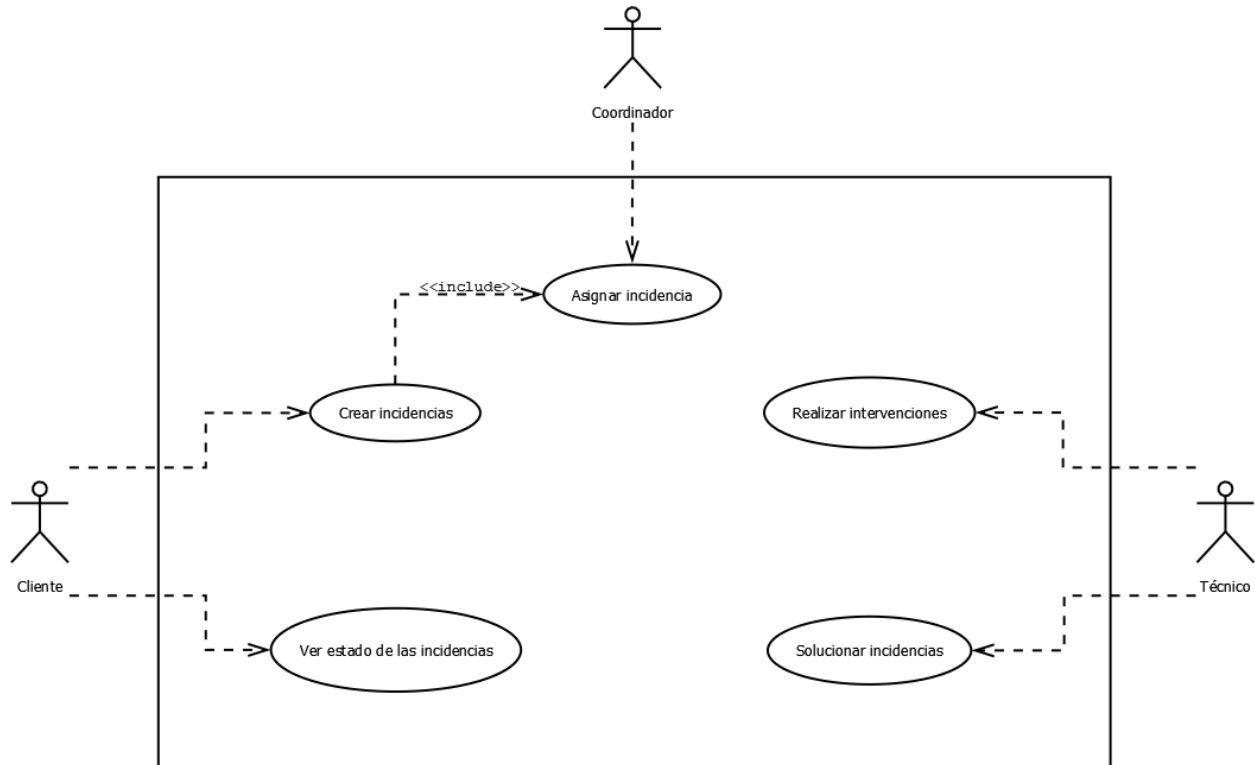 Coordinador
<<include>>
Asignar incidencia
Crear incidencias
Realizar intervenciones
Cliente
Técnico
Ver estado de las incidencias
Solucionar incidencias